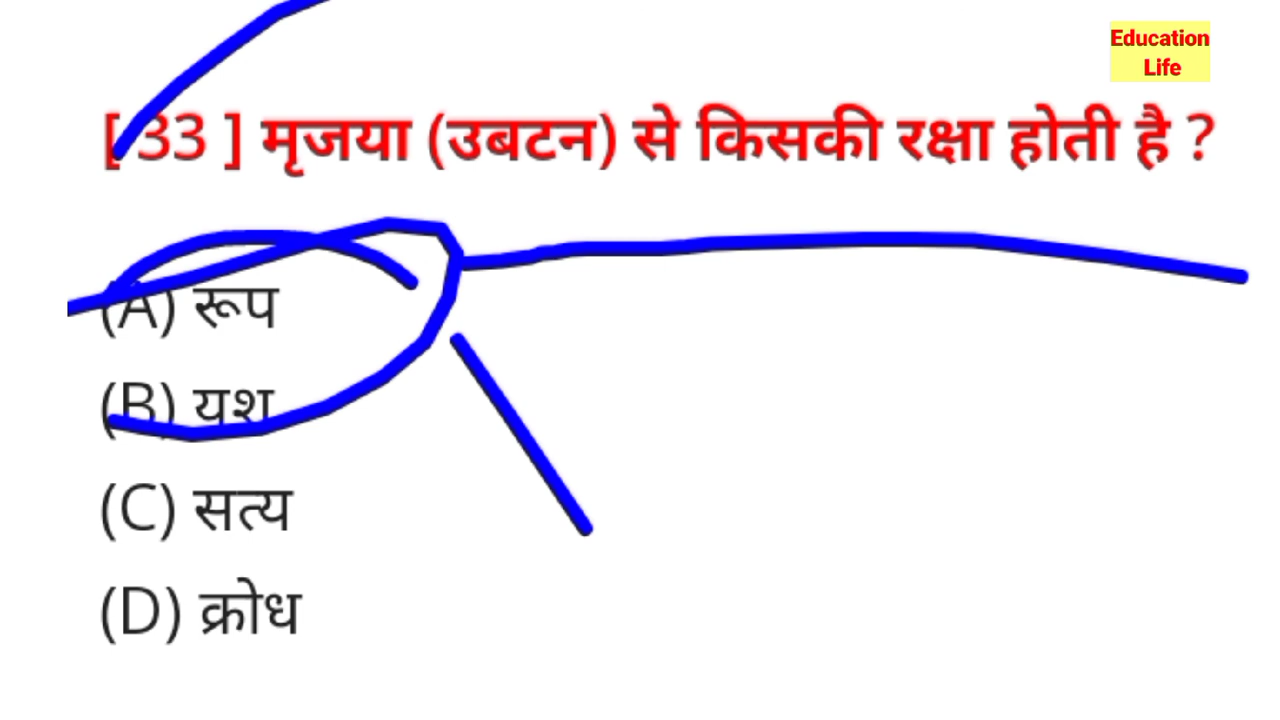 Education
Life
[ 33 ] मृजया (उबटन) से किसकी रक्षा होती है ?
(A) रूप
(B) यश
(C) सत्य
(D) क्रोध